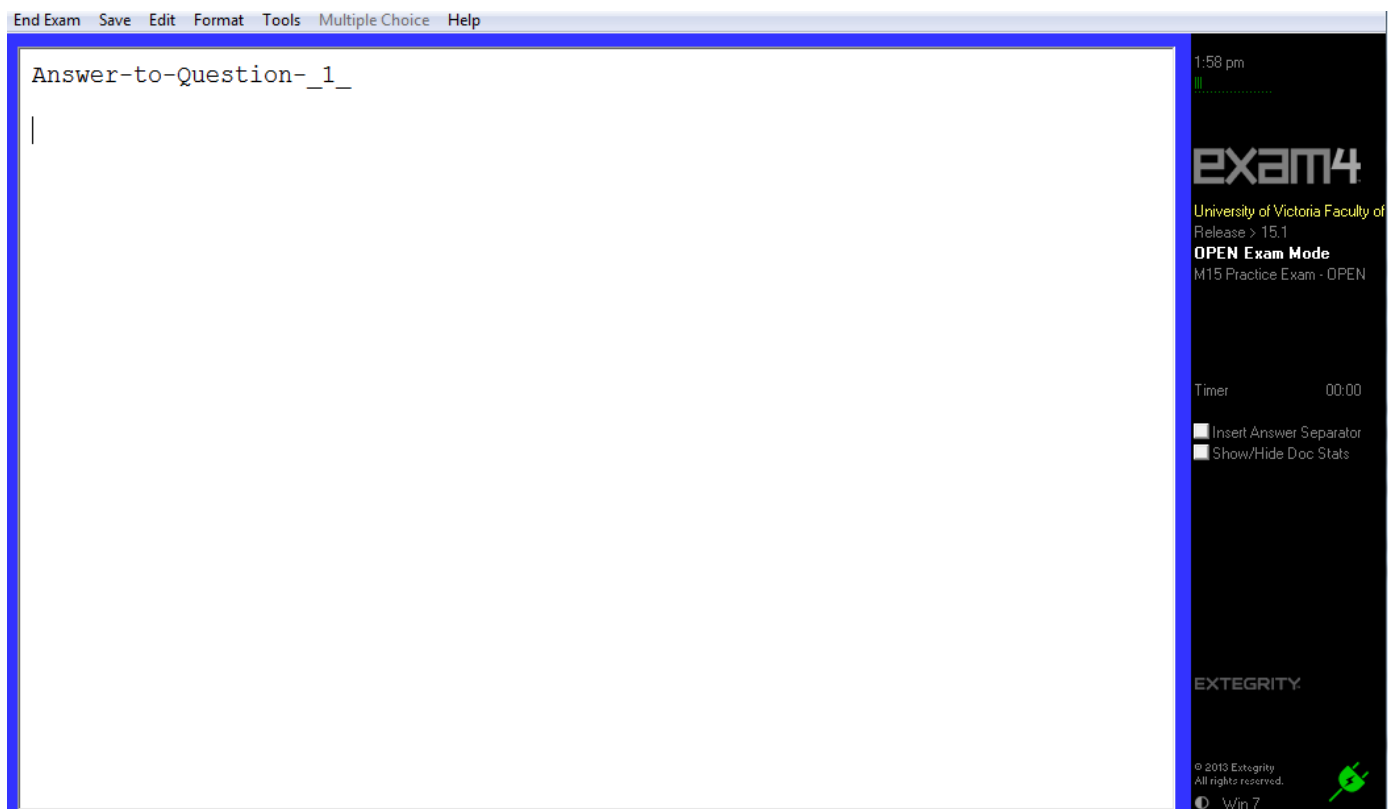 End Exam Save Edit Format Tools Multiple Choice Help
Answer-to-Question-_1_
1:58 pm
exam4
University of Victoria Faculty of
Release > 15.1
OPEN Exam Mode
M15 Practice Exam - OPEN
Timer 00:00
Insert Answer Separator
Show/Hide Doc Stats
EXTEGRITY
© 2013 Extegrity
All rights reserved.
Win 7